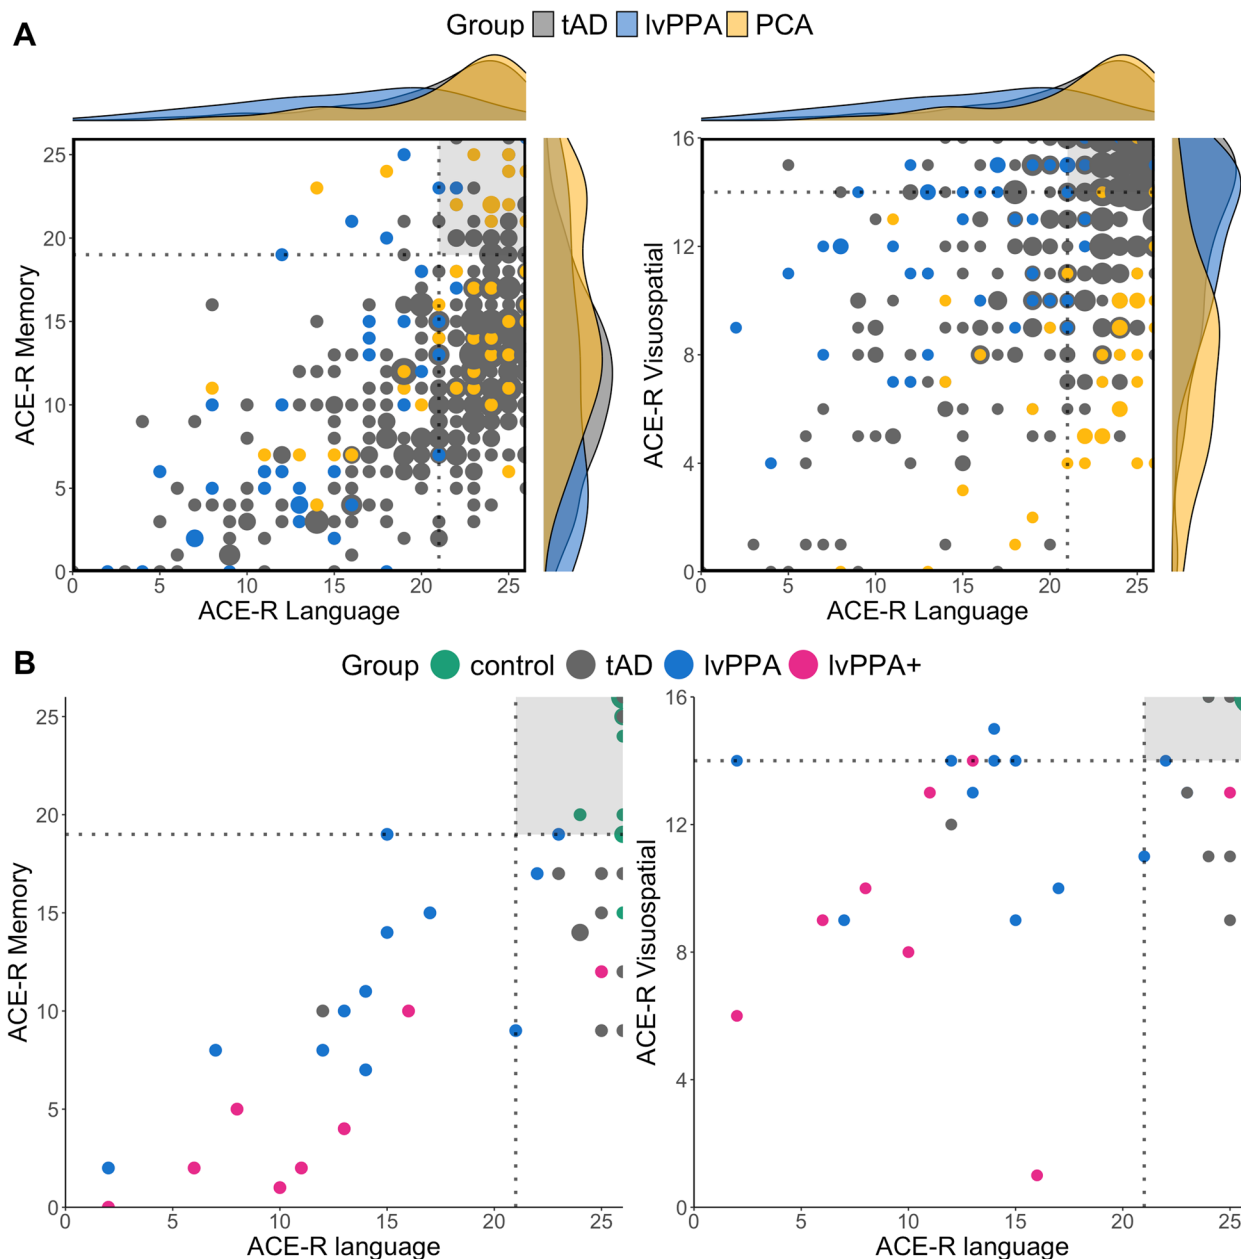 A
Group tAD lvPPA PCA
ACE-R Memory
25
20
15
10
5
0
0 5 10 15 20 25
ACE-R Language
ACE-R Visuospatial
16
12
8
4
0
0 5 10 15 20 25
ACE-R Language
B
Group control tAD lvPPA lvPPA+
ACE-R Memory
25
20
15
10
5
0
0 5 10 15 20 25
ACE-R language
ACE-R Visuospatial
16
12
8
4
0
0 5 10 15 20 25
ACE-R language